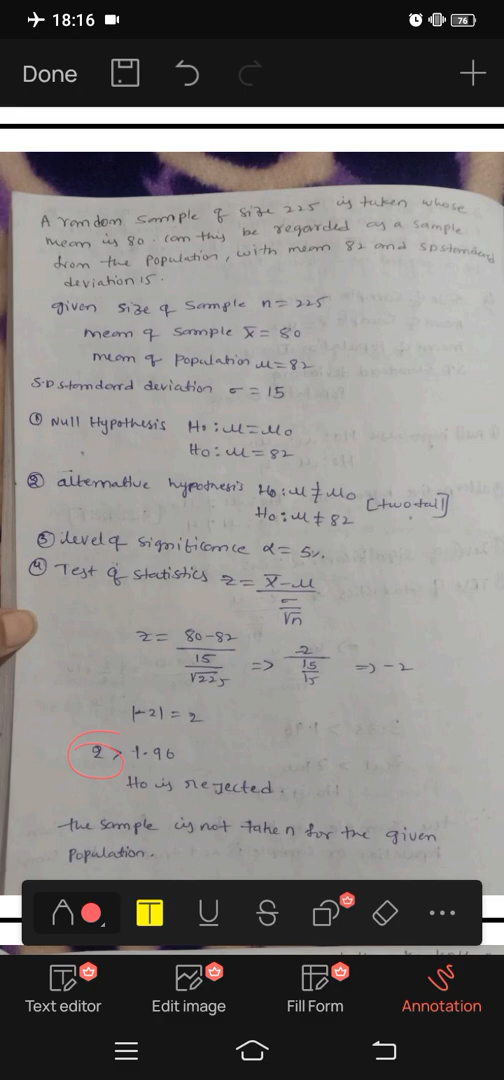 18:16
76
Done
A random sample of size 225 is taken whose
mean is 80. can this be regarded as a sample
from the population, with mean 82 and S.D standard
deviation 15.
given size of sample n = 225
mean of sample x̄ = 80
mean of population μ = 82
S.D standard deviation σ = 15
① Null Hypothesis H₀ : μ = μ₀
H₀ : μ = 82
② alternative hypothesis H₀ : μ ≠ μ₀ [two tail]
H₀ : μ ≠ 82
③ level of significance α = 5%
④ Test of statistics z = x̄ - μ / σ/√n
z = 80-82 / 15/√225 => -2 / 15/15 => -2
|-2| = 2
2 > 1.96
H₀ is rejected.
the sample is not taken for the given
population.
T
U
S
Text editor
Edit image
Fill Form
Annotation